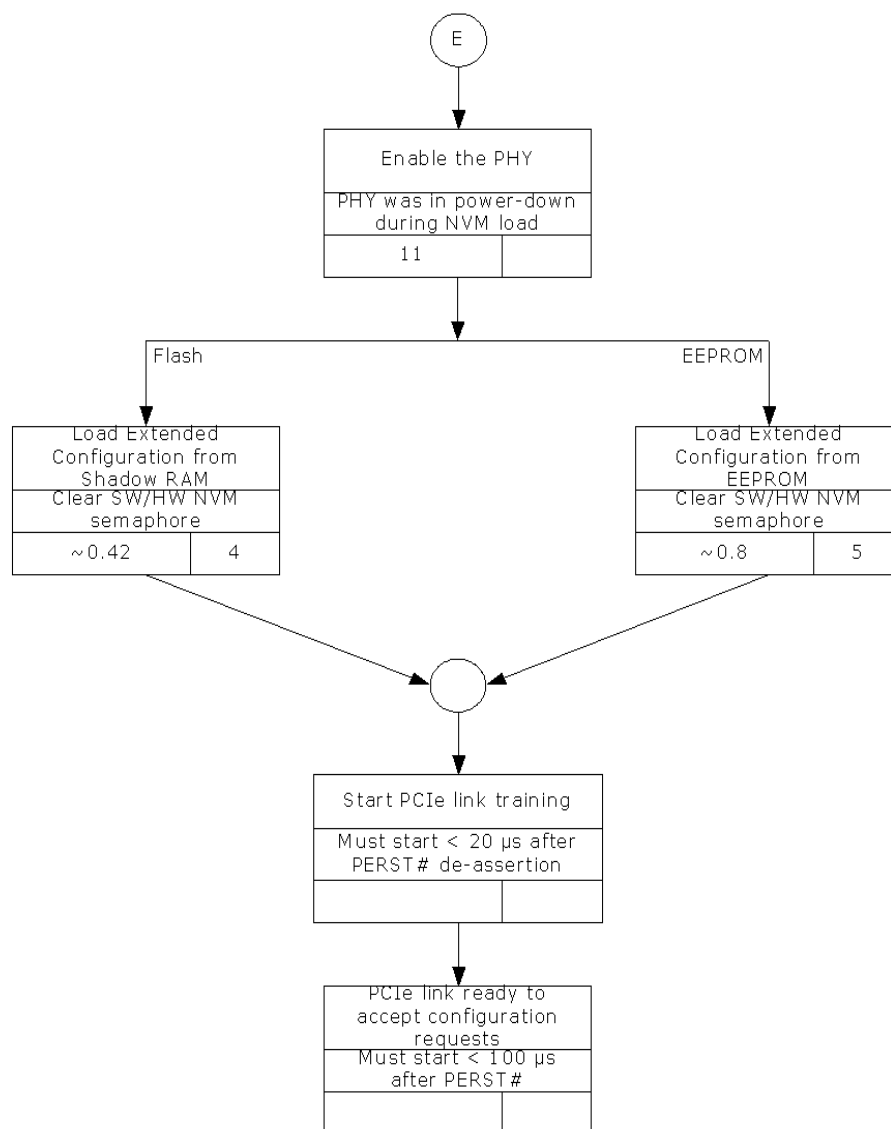 E
Enable the PHY
PHY was in power-down
during NVM load
11
Flash
EEPROM
Load Extended
Configuration from
Shadow RAM
Clear SW/HW NVM
semaphore
~0.42
4
Load Extended
Configuration from
EEPROM
Clear SW/HW NVM
semaphore
~0.8
5
Start PCIe link training
Must start < 20 µs after
PERST# de-assertion
PCIe link ready to
accept configuration
requests
Must start < 100 µs
after PERST#